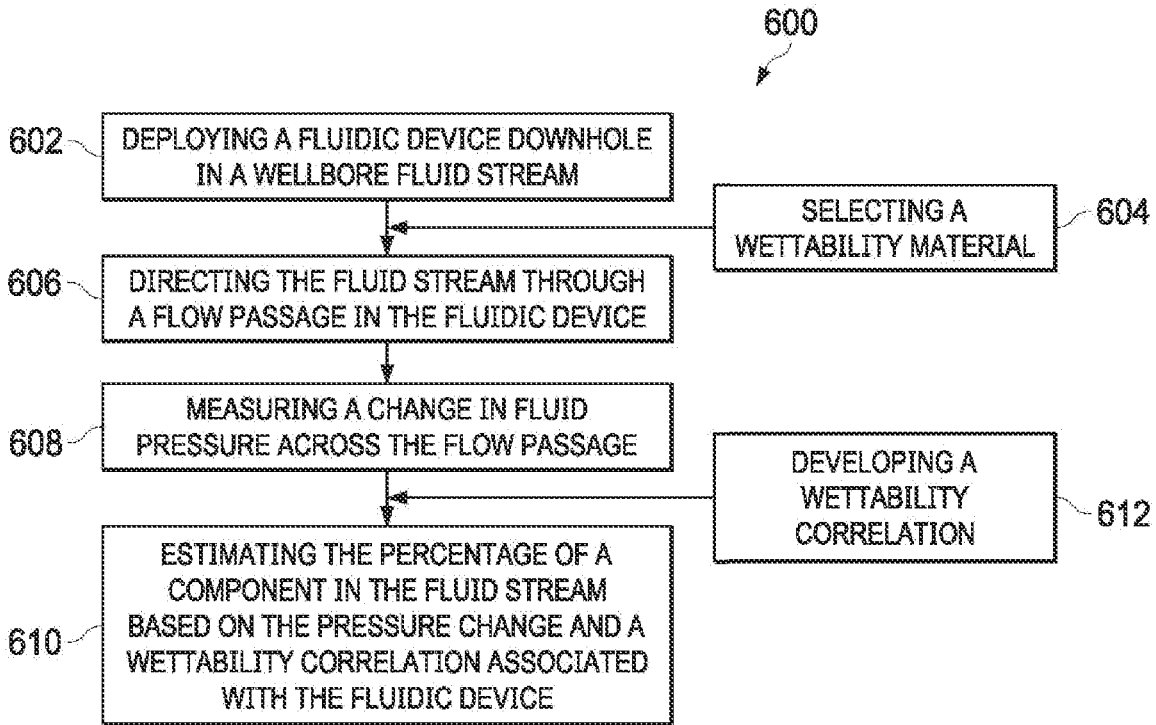 600
602
DEPLOYING A FLUIDIC DEVICE DOWNHOLE
IN A WELLBORE FLUID STREAM
SELECTING A
WETTABILITY MATERIAL
604
606
DIRECTING THE FLUID STREAM THROUGH
A FLOW PASSAGE IN THE FLUIDIC DEVICE
608
MEASURING A CHANGE IN FLUID
PRESSURE ACROSS THE FLOW PASSAGE
DEVELOPING A
WETTABILITY
CORRELATION
612
610
ESTIMATING THE PERCENTAGE OF A
COMPONENT IN THE FLUID STREAM
BASED ON THE PRESSURE CHANGE AND A
WETTABILITY CORRELATION ASSOCIATED
WITH THE FLUIDIC DEVICE